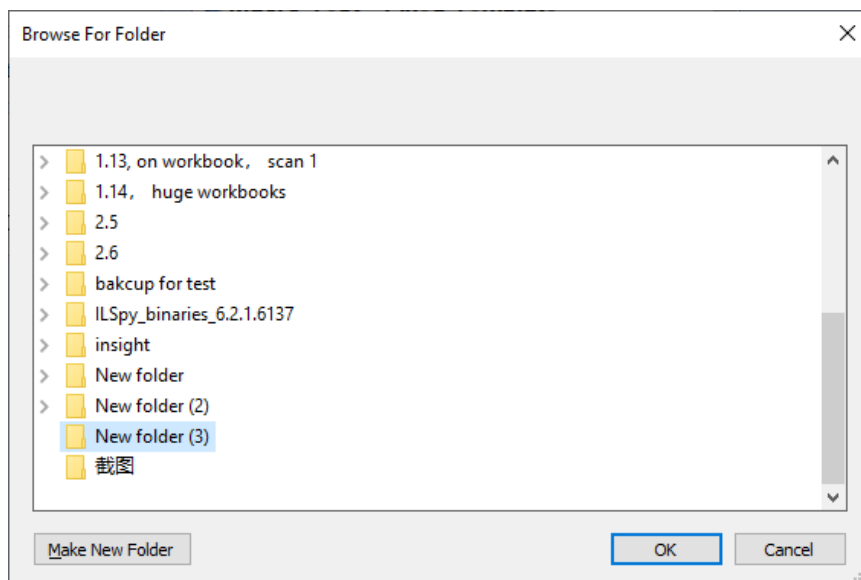 Browse For Folder
1.13, on workbook， scan 1
1.14， huge workbooks
2.5
2.6
bakcup for test
ILSpy_binaries_6.2.1.6137
insight
New folder
New folder (2)
New folder (3)
截图
Make New Folder
OK
Cancel